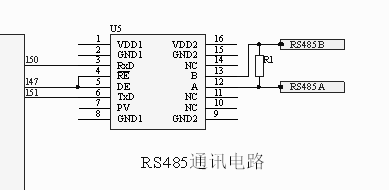 U5
1 VDD1 VDD2 16
2 GND1 GND2 15
150 3 RxD NC 14
4 RE B 13 RS485B
147 5 DE A 12 R1 RS485A
151 6 TxD NC 11
7 PV NC 10
8 GND1 GND2 9
RS485通讯电路